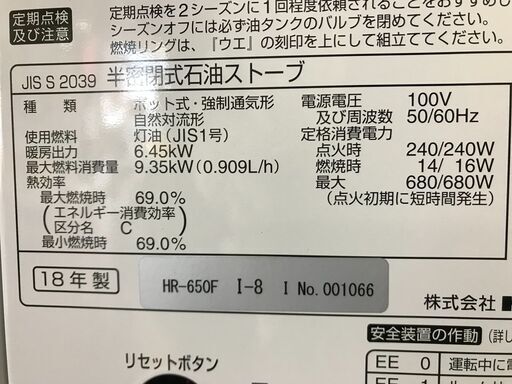 定期点検
及び注意
定期点検を2シーズンに1回程度依頼されることをおすすめ
シーズンオフには必ず油タンクのバルブを閉めてください。
燃焼リングは、「ウエ」の刻印を上にして組立ててください。
JIS S 2039 半密閉式石油ストーブ
種類 ポット式・強制通気形
自然対流形
使用燃料 灯油(JIS1号)
暖房出力 6.45kW
最大燃料消費量 9.35kW(0.909L/h)
熱効率
最大燃焼時 69.0%
(エネルギー消費効率)
(区分名 C)
最小燃焼時 69.0%
電源電圧 100V
及び周波数 50/60Hz
定格消費電力
点火時 240/240W
燃焼時 14/16W
最大 680/680W
(点火初期に短時間発生)
18年製
HR-650F I-8 I No.001066
株式会社
リセットボタン
安全装置の作動
EE 0 運転中に電
EE 1